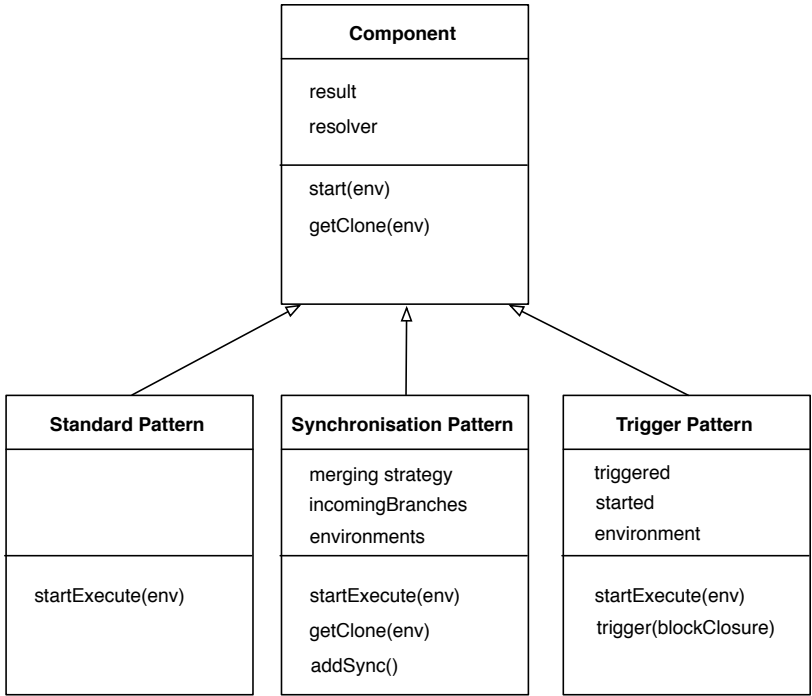 Component
result
resolver
start(env)
getClone(env)
Standard Pattern
startExecute(env)
Synchronisation Pattern
merging strategy
incomingBranches
environments
startExecute(env)
getClone(env)
addSync()
Trigger Pattern
triggered
started
environment
startExecute(env)
trigger(blockClosure)